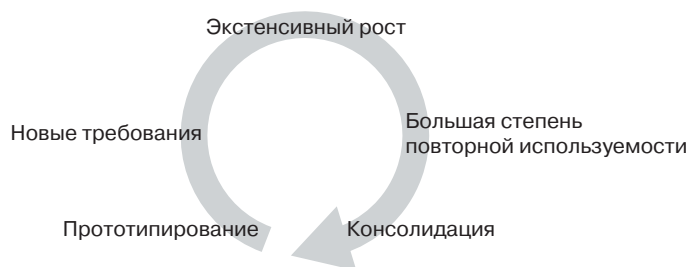 Экстенсивный рост
Новые требования
Большая степень
повторной используемости
Прототипирование
Консолидация